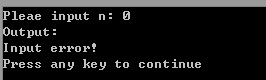 Pleae input n: 0
Output:
Input error!
Press any key to continue